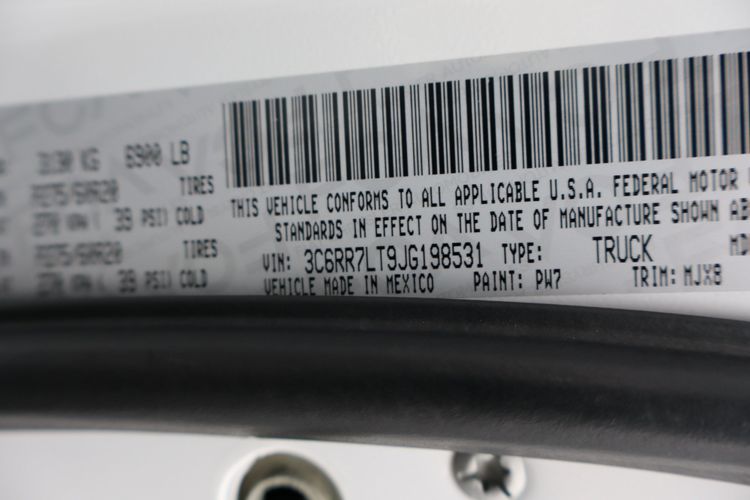 3130 KG 6900 LB
TIRES
39 PSI) COLD
TIRES
39 PSI) COLD
THIS VEHICLE CONFORMS TO ALL APPLICABLE U.S.A. FEDERAL MOTOR
STANDARDS IN EFFECT ON THE DATE OF MANUFACTURE SHOWN AB
VIN: 3C6RR7LT9JG198531 TYPE: TRUCK MD
VEHICLE MADE IN MEXICO PAINT: PW7 TRIM: MJX8